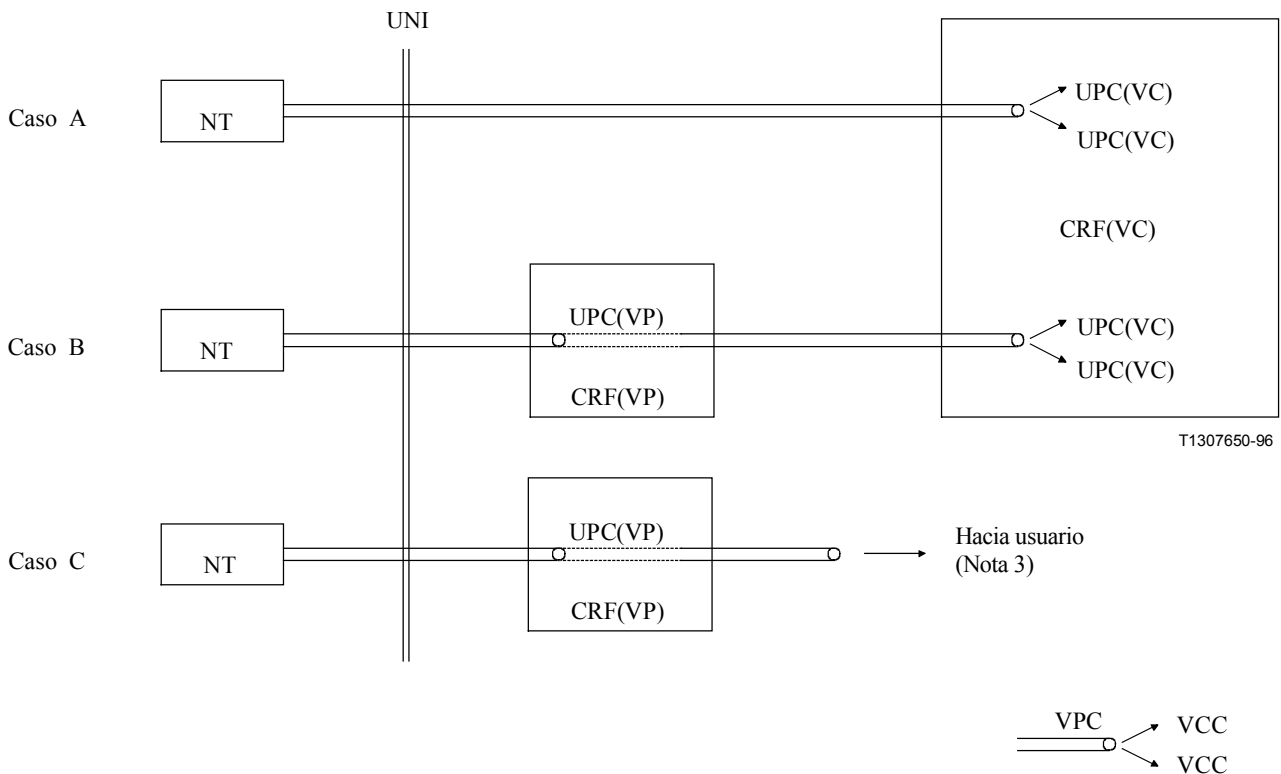 UNI
Caso A
NT
UPC(VC)
UPC(VC)
CRF(VC)
Caso B
NT
UPC(VP)
CRF(VP)
UPC(VC)
UPC(VC)
T1307650-96
Caso C
NT
UPC(VP)
CRF(VP)
Hacia usuario
(Nota 3)
VPC
VCC
VCC